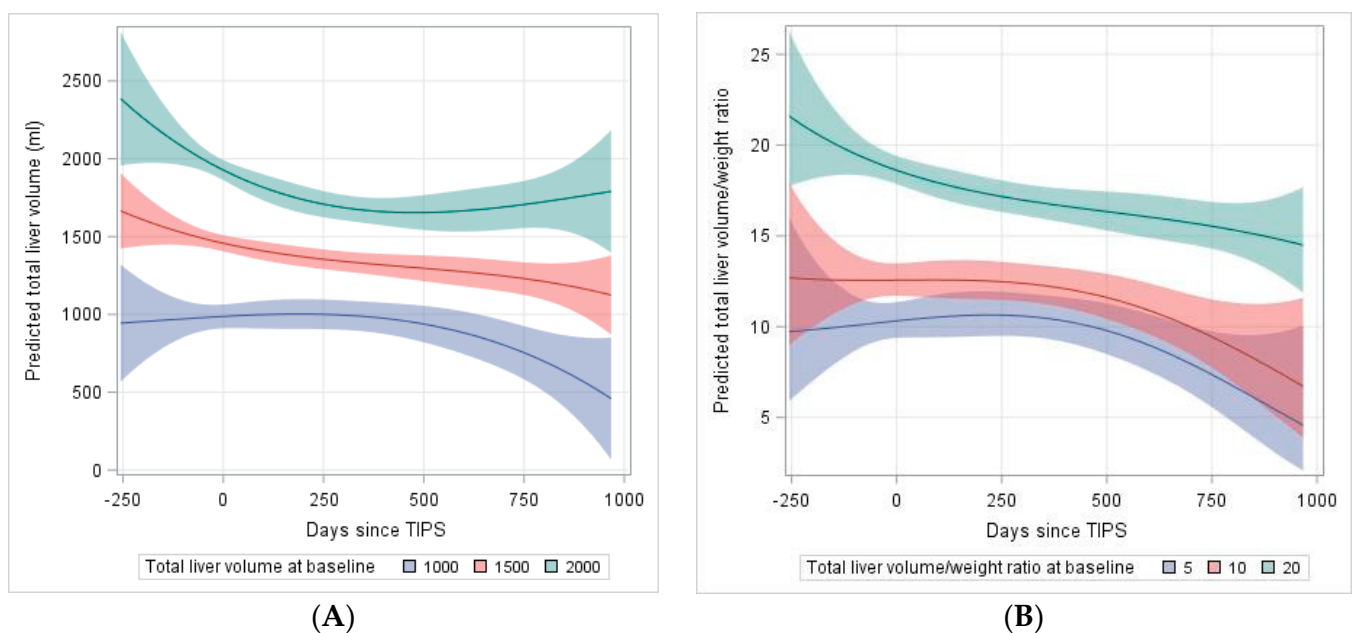 Predicted total liver volume (ml)
2500
2000
1500
1000
500
0
-250 0 250 500 750 1000
Days since TIPS
Total liver volume at baseline 1000 1500 2000
(A)
Predicted total liver volume/weight ratio
25
20
15
10
5
-250 0 250 500 750 1000
Days since TIPS
Total liver volume/weight ratio at baseline 5 10 20
(B)